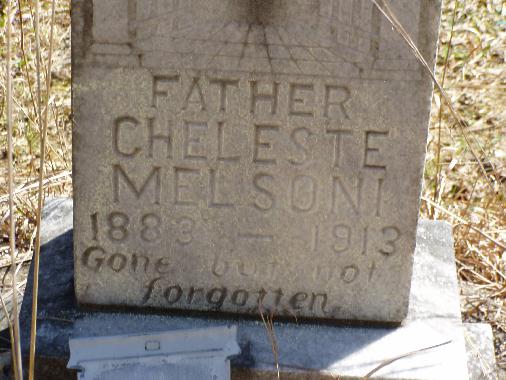 FATHER
CHELESTE
MELSONI
1883 — 1913
Gone but not
forgotten